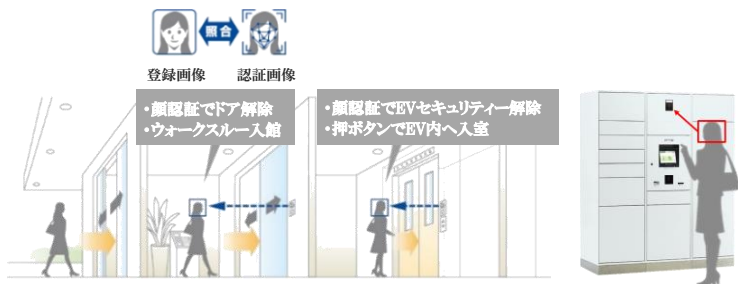 照合
登録画像
認証画像
・顔認証でドア解除
・ウォークスルー入館
・顔認証でEVセキュリティー解除
・押ボタンでEV内へ入室